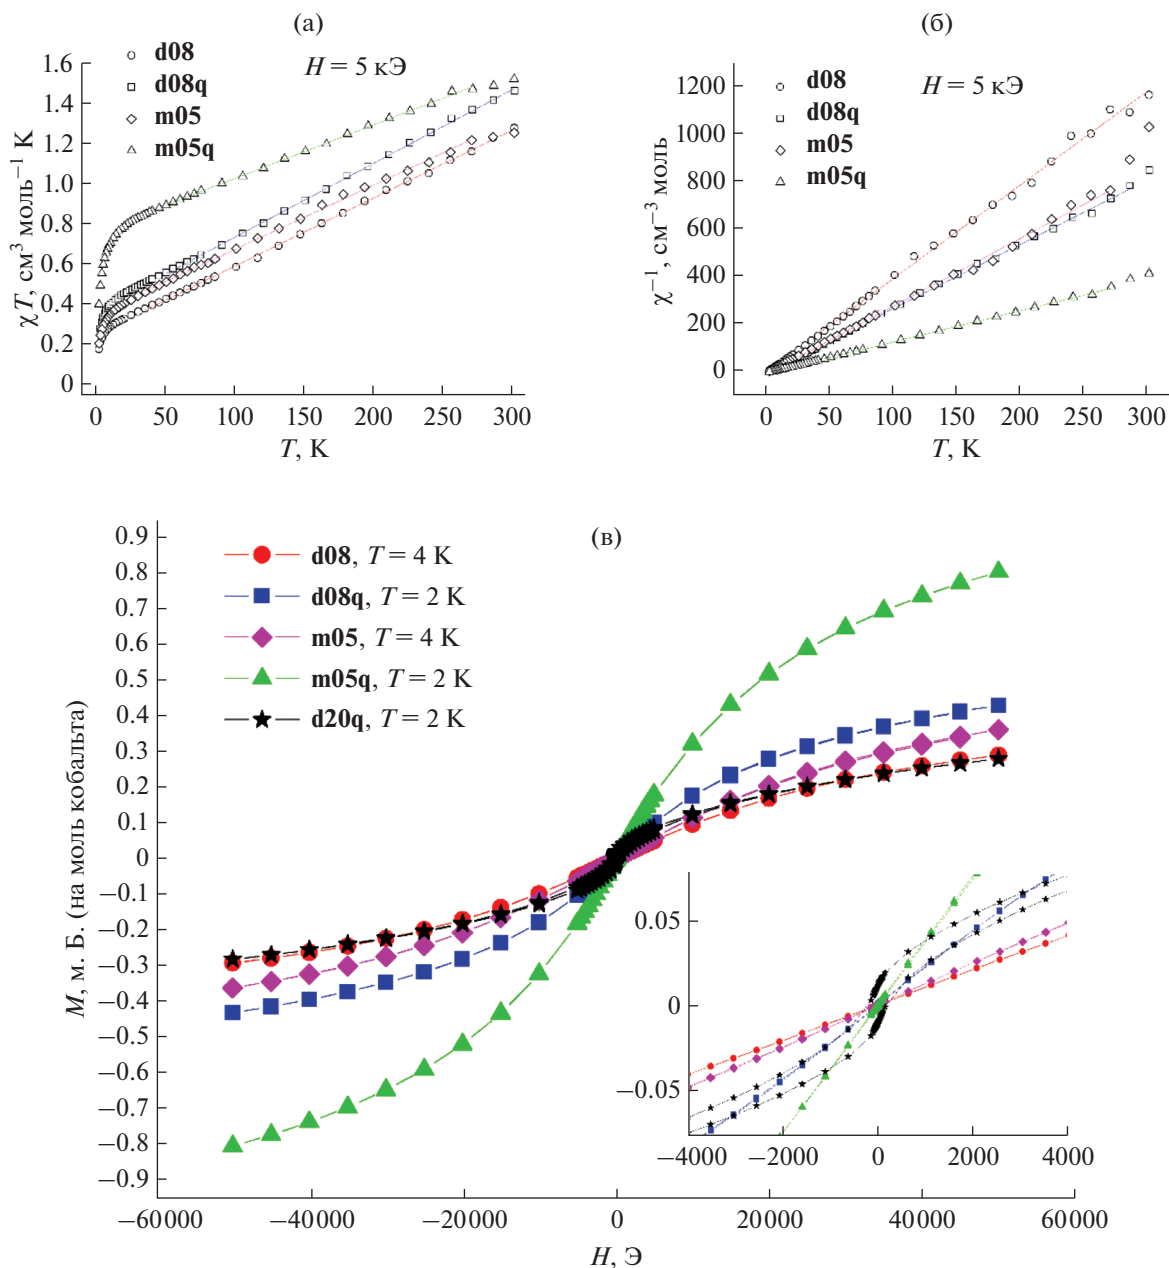 (а)
d08
d08q
m05
m05q
H = 5 кЭ
χT, см³ моль⁻¹ К
1.6
1.4
1.2
1.0
0.8
0.6
0.4
0.2
0
0 50 100 150 200 250 300
T, К
(б)
d08
d08q
m05
m05q
H = 5 кЭ
χ⁻¹, см⁻³ моль
1200
1000
800
600
400
200
0
0 50 100 150 200 250 300
T, К
(в)
d08, T = 4 К
d08q, T = 2 К
m05, T = 4 К
m05q, T = 2 К
d20q, T = 2 К
M, м. Б. (на моль кобальта)
0.9
0.8
0.7
0.6
0.5
0.4
0.3
0.2
0.1
0
−0.1
−0.2
−0.3
−0.4
−0.5
−0.6
−0.7
−0.8
−0.9
0.05
0
−0.05
−4000 −2000 0 2000 4000
−60000 −40000 −20000 0 20000 40000 60000
H, Э